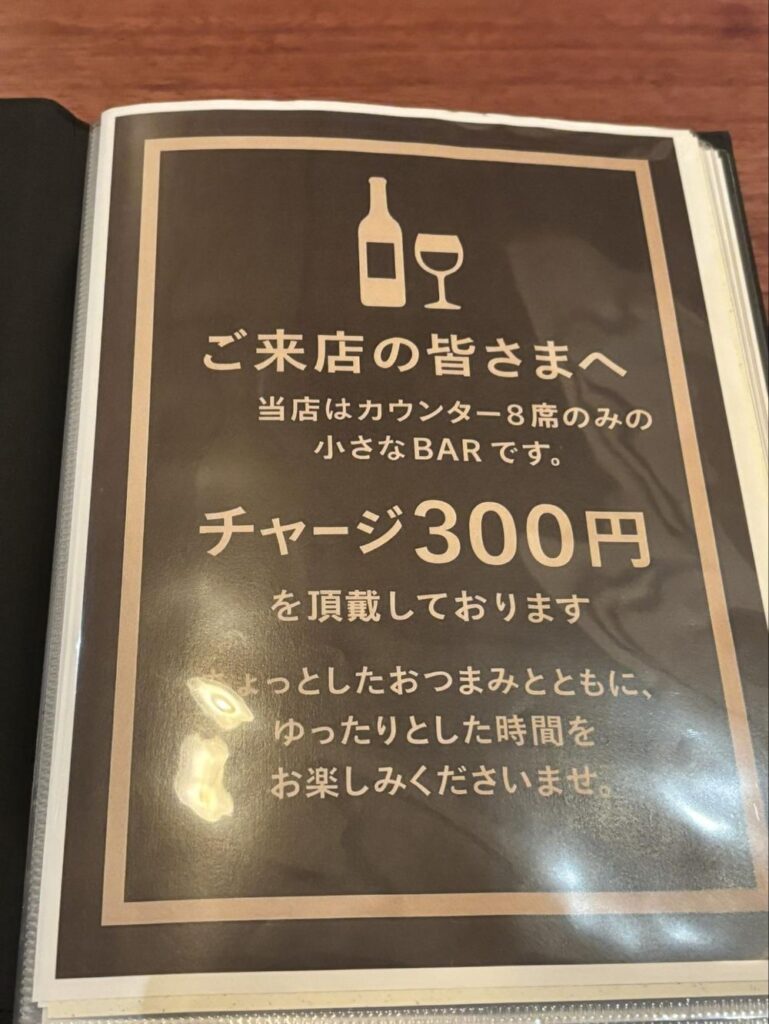 ご来店の皆さまへ
当店はカウンター8席のみの
小さなBARです。
チャージ300円
を頂戴しております
ちょっとしたおつまみとともに、
ゆったりとした時間を
お楽しみくださいませ。